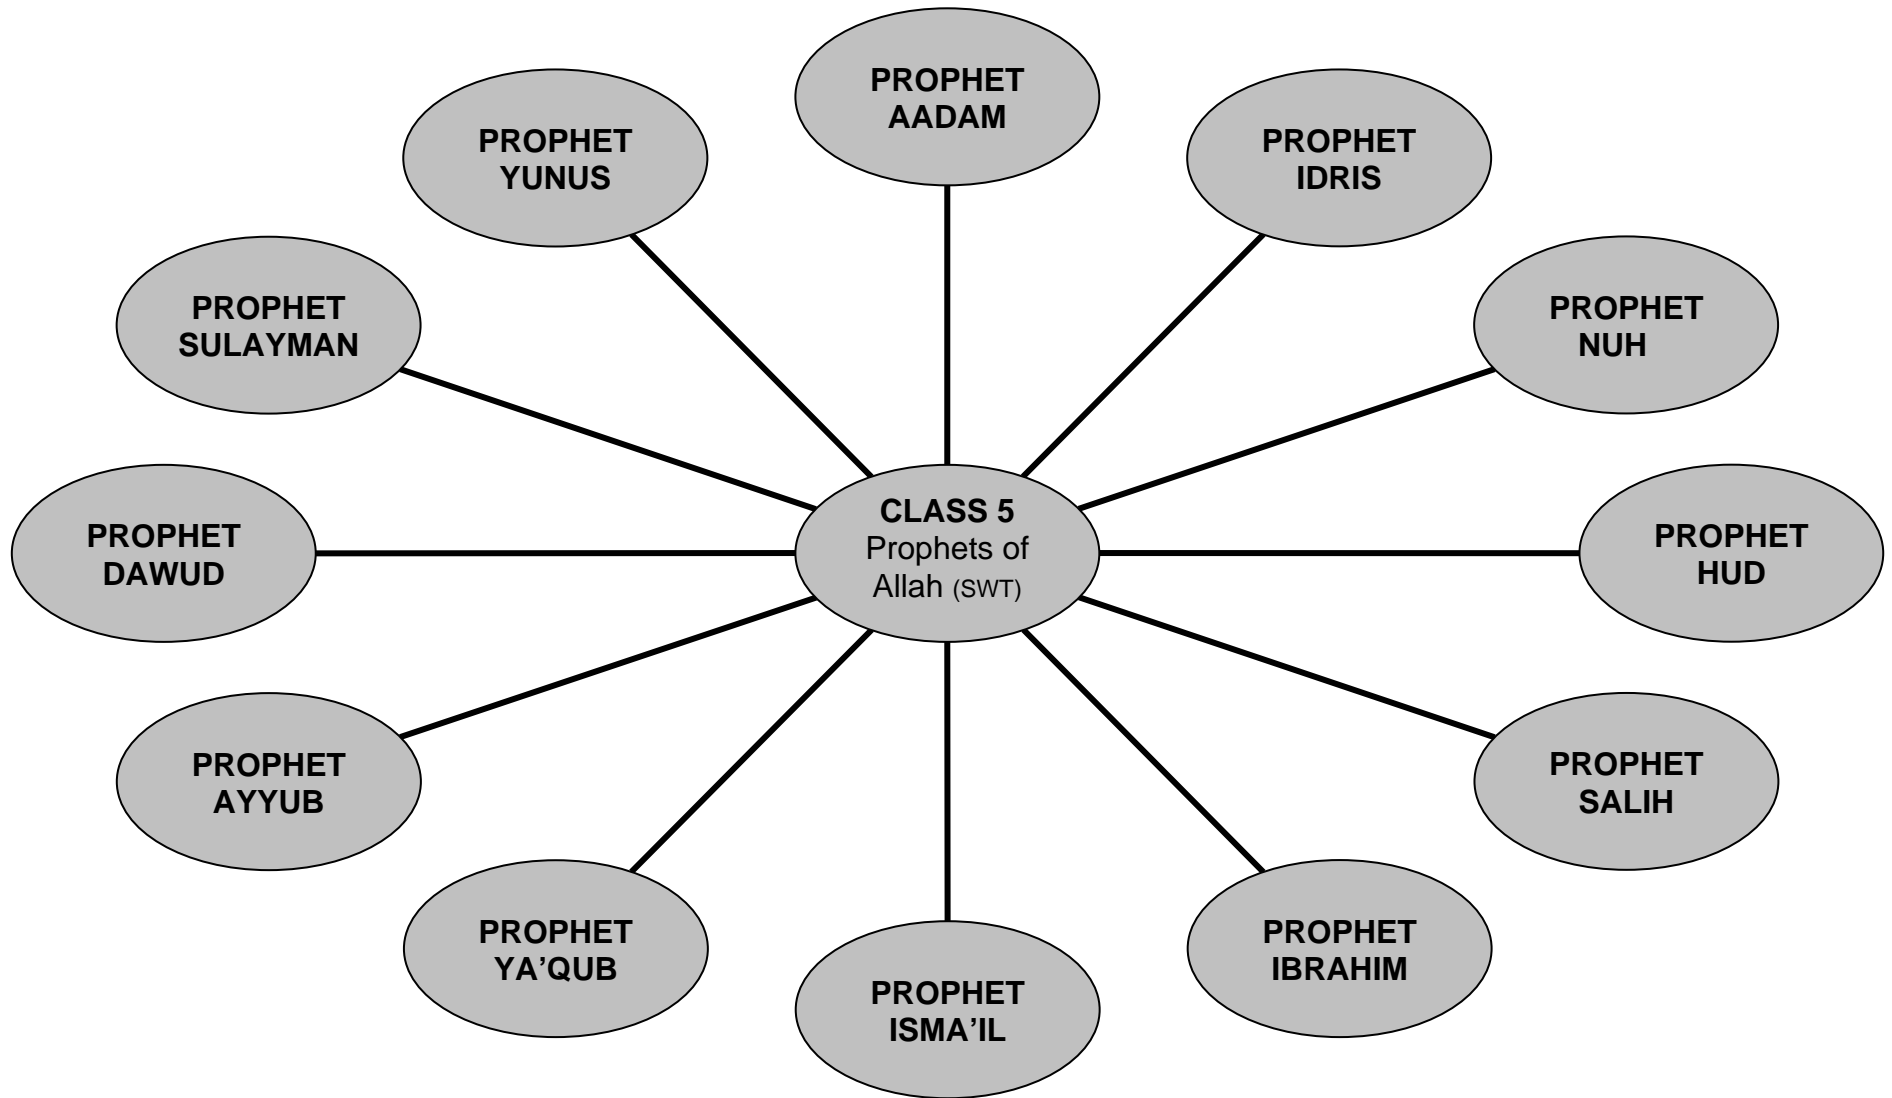 PROPHET
AADAM
PROPHET
IDRIS
PROPHET
NUH
PROPHET
HUD
PROPHET
SALIH
PROPHET
IBRAHIM
PROPHET
ISMA’IL
PROPHET
YA’QUB
PROPHET
AYYUB
PROPHET
DAWUD
PROPHET
SULAYMAN
PROPHET
YUNUS
CLASS 5
Prophets of
Allah (SWT)